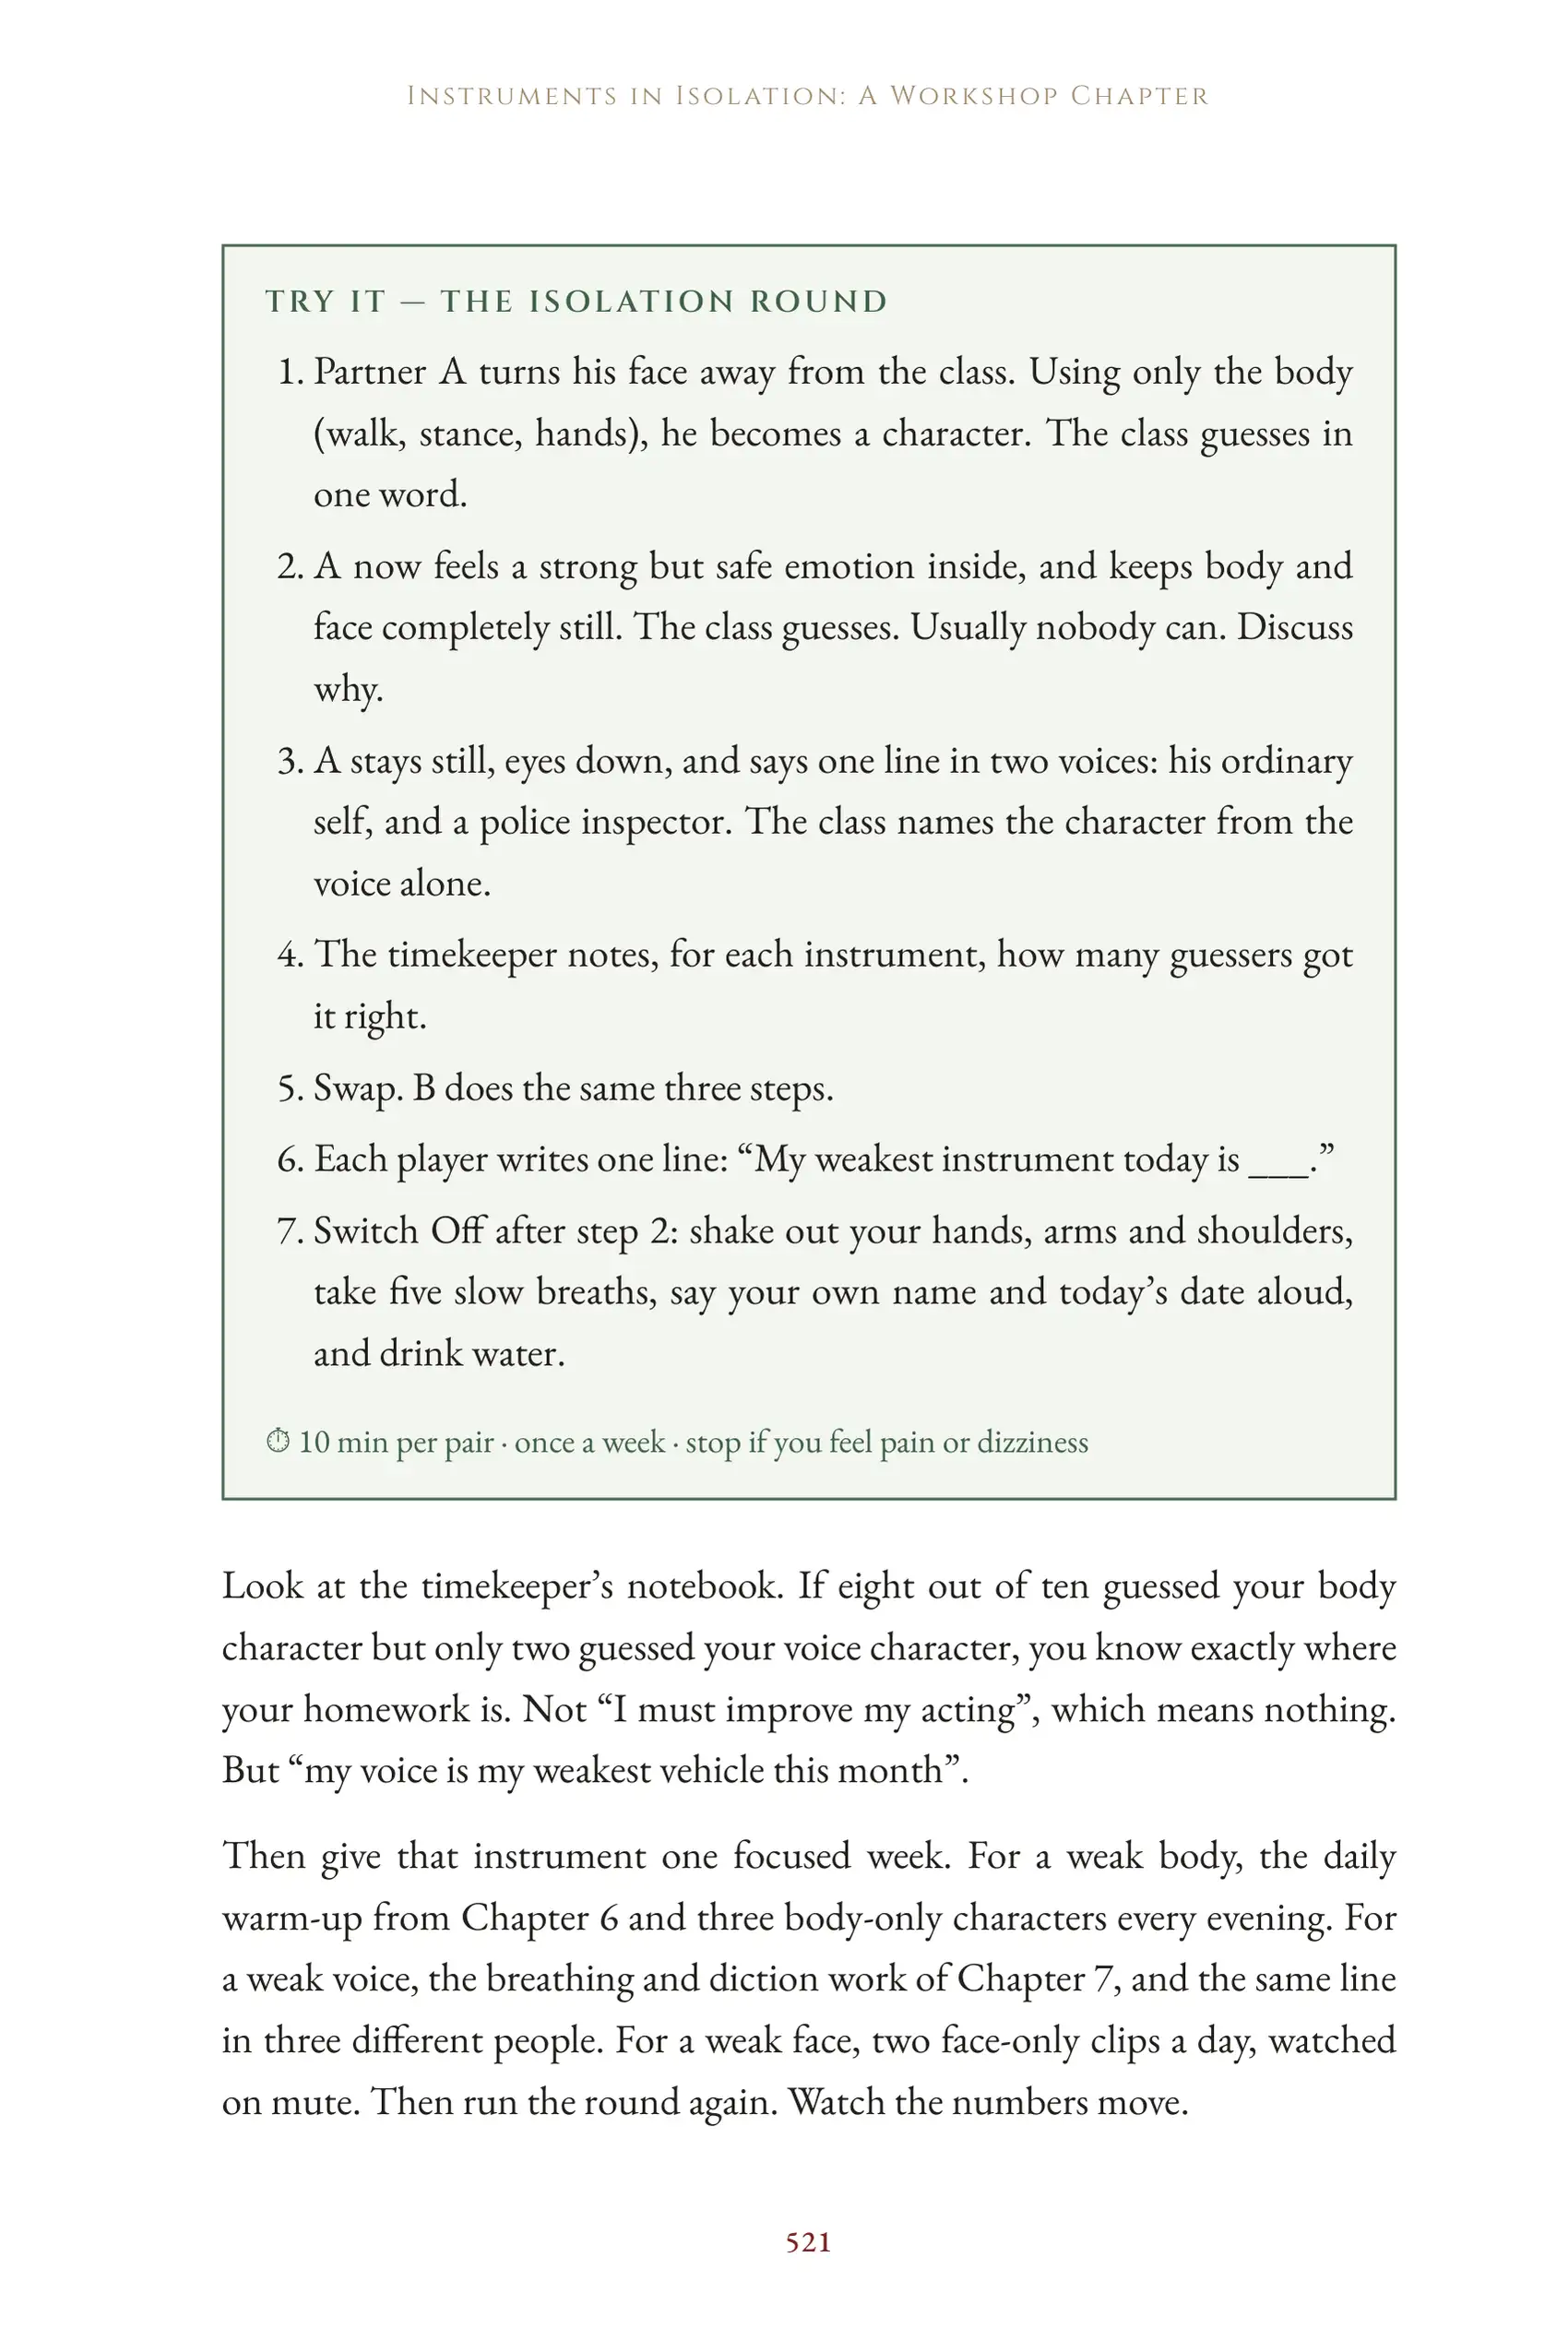 Instruments in Isolation: A Workshop Chapter
TRY IT — THE ISOLATION ROUND
1. Partner A turns his face away from the class. Using only the body
(walk, stance, hands), he becomes a character. The class guesses in
one word.
2. A now feels a strong but safe emotion inside, and keeps body and
face completely still. The class guesses. Usually nobody can. Discuss
why.
3. A stays still, eyes down, and says one line in two voices: his ordinary
self, and a police inspector. The class names the character from the
voice alone.
4. The timekeeper notes, for each instrument, how many guessers got
it right.
5. Swap. B does the same three steps.
6. Each player writes one line: “My weakest instrument today is ___.”
7. Switch Off after step 2: shake out your hands, arms and shoulders,
take five slow breaths, say your own name and today’s date aloud,
and drink water.
⏱ 10 min per pair · once a week · stop if you feel pain or dizziness
Look at the timekeeper’s notebook. If eight out of ten guessed your body
character but only two guessed your voice character, you know exactly where
your homework is. Not “I must improve my acting”, which means nothing.
But “my voice is my weakest vehicle this month”.
Then give that instrument one focused week. For a weak body, the daily
warm-up from Chapter 6 and three body-only characters every evening. For
a weak voice, the breathing and diction work of Chapter 7, and the same line
in three different people. For a weak face, two face-only clips a day, watched
on mute. Then run the round again. Watch the numbers move.
521